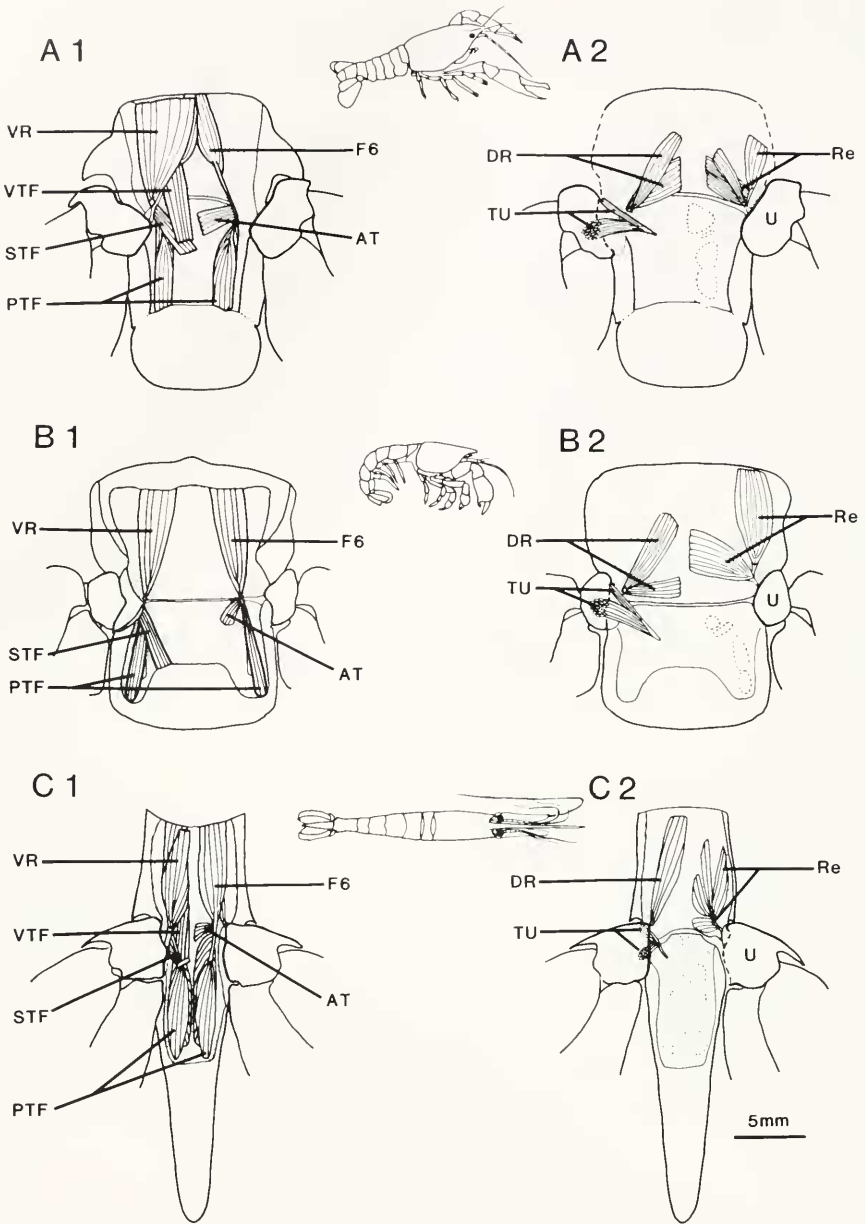 A 1
A 2
VR
F6
DR
Re
VTF
TU
STF
AT
U
PTF
B 1
B 2
VR
F6
Re
DR
TU
U
STF
PTF
AT
C 1
C 2
VR
F6
DR
Re
VTF
TU
U
STF
AT
PTF
5mm